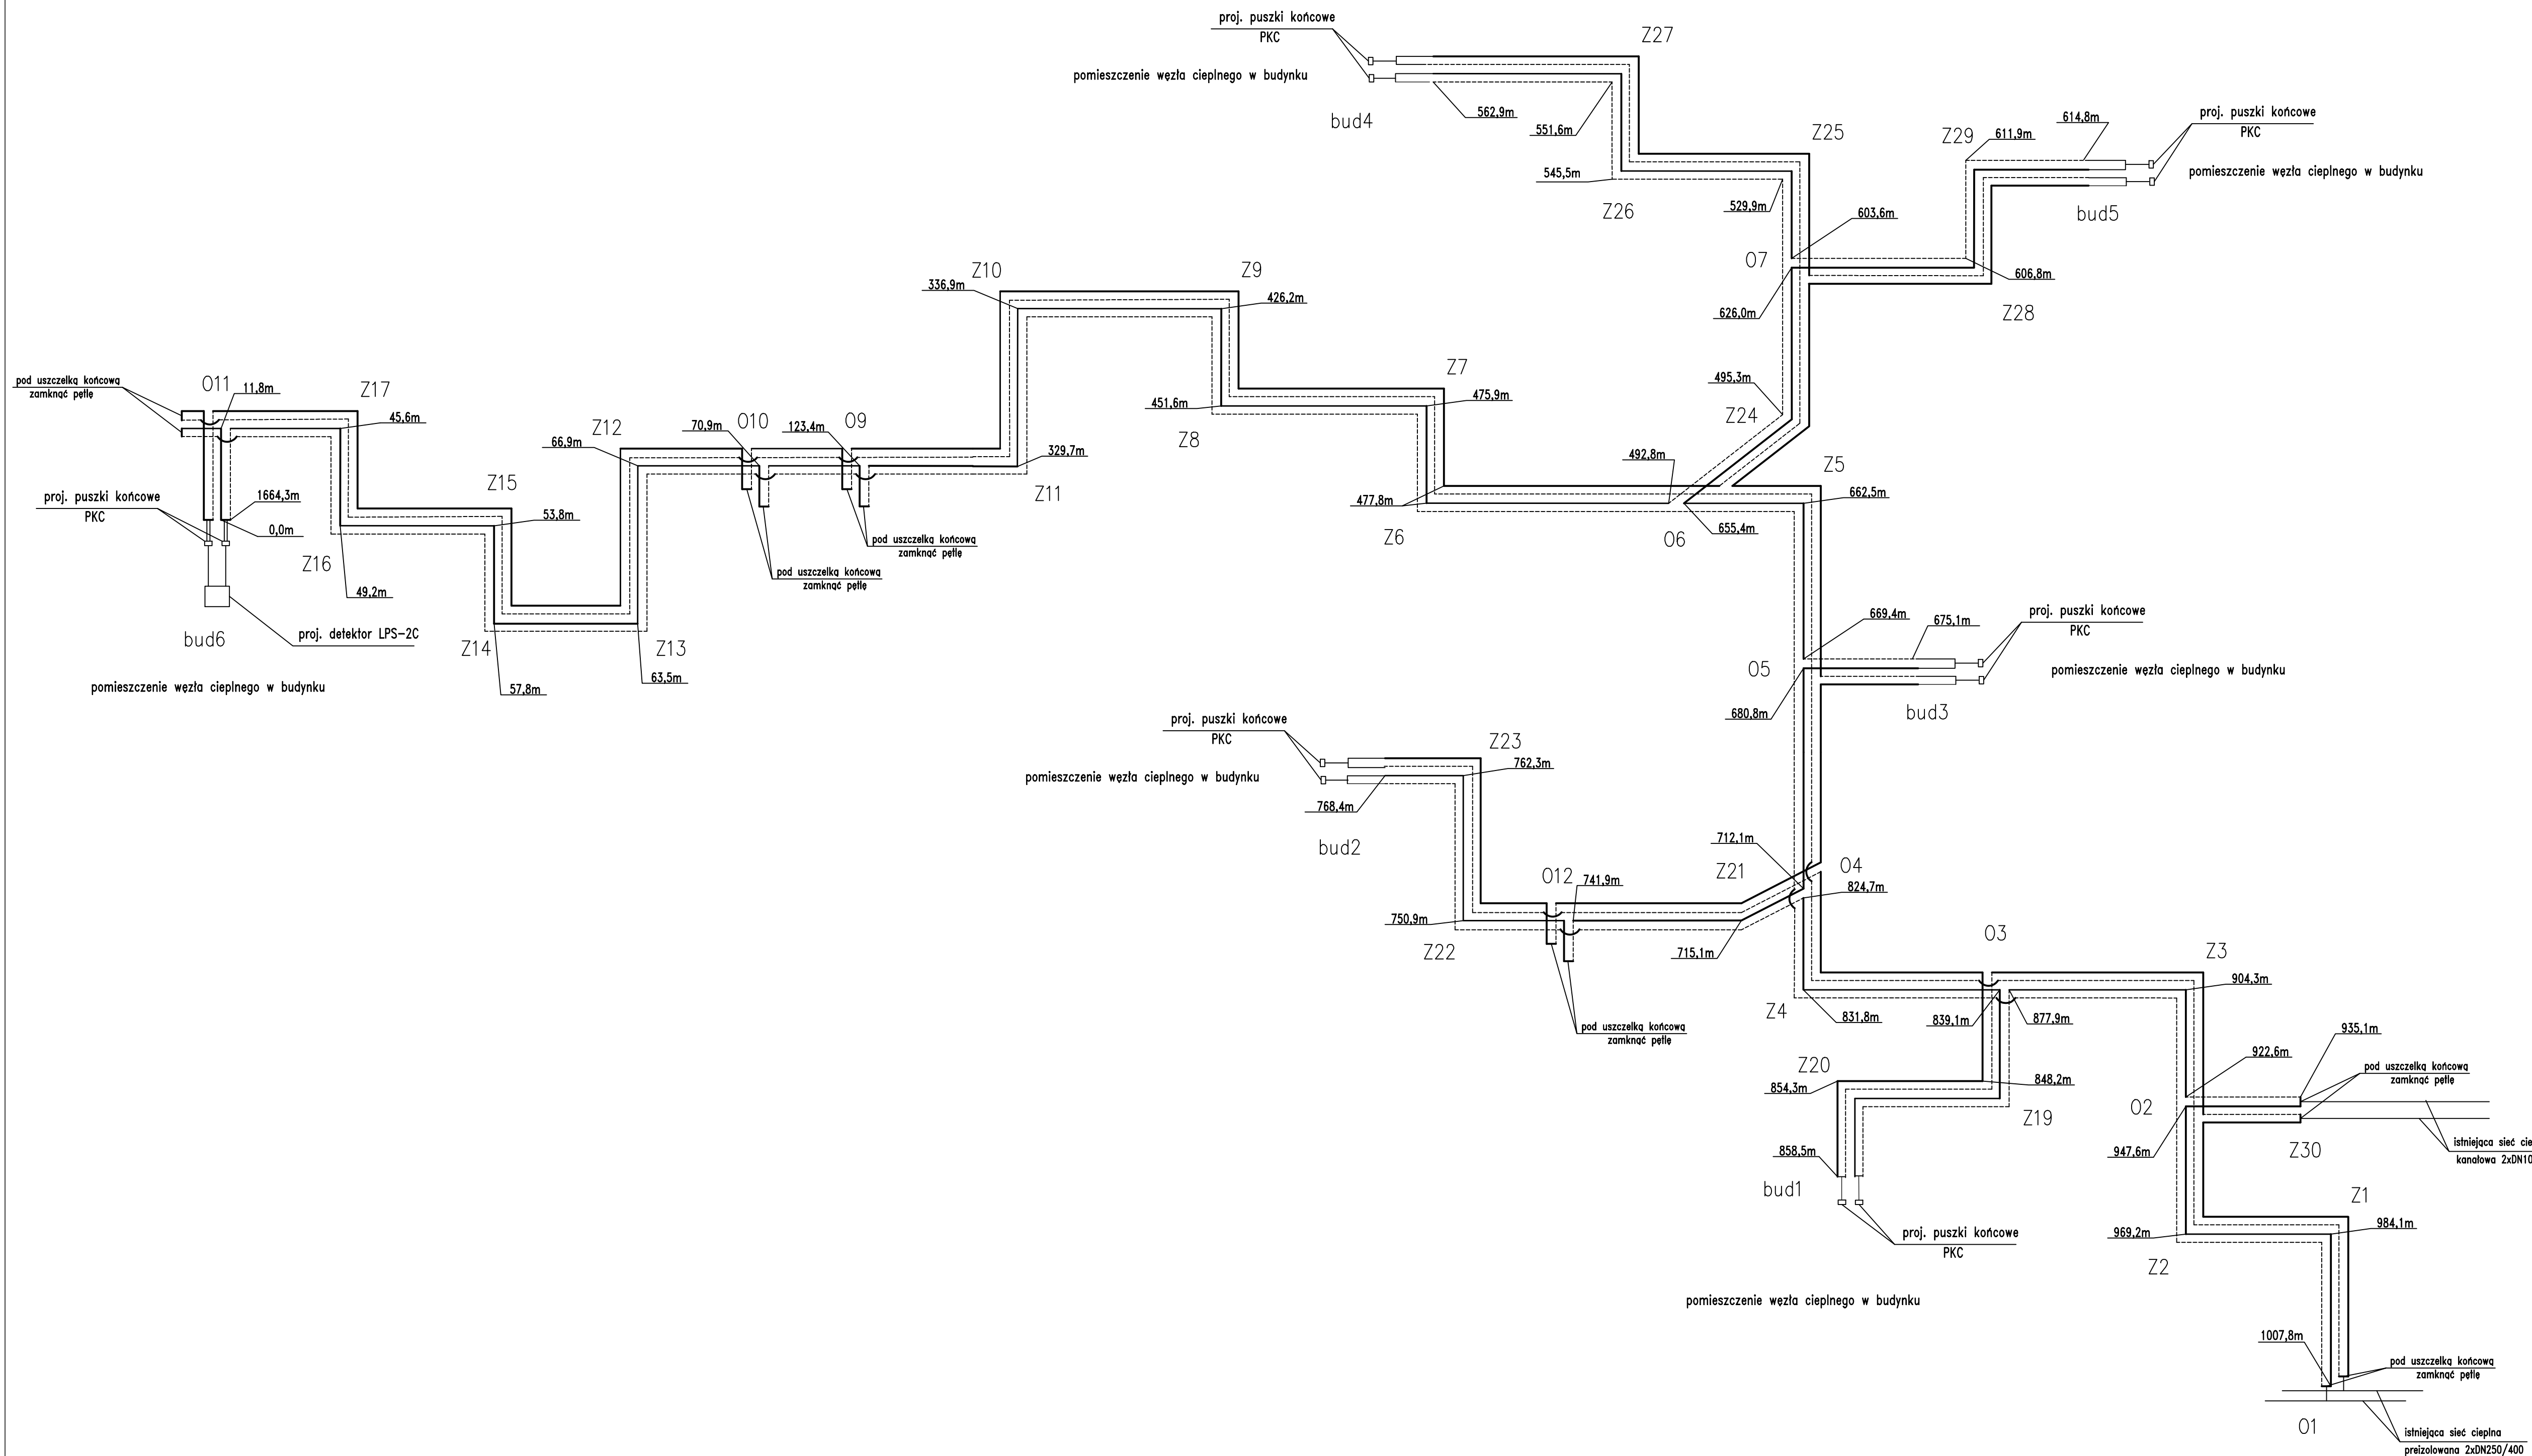 proj. puszki końcowe
PKC
pomieszczenie węzła cieplnego w budynku
bud4
Z27
562,9m
551,6m
545,5m
Z26
529,9m
Z25
Z29
611,9m
614,8m
proj. puszki końcowe
PKC
pomieszczenie węzła cieplnego w budynku
bud5
603,6m
O7
606,8m
626,0m
Z28
Z10
336,9m
Z9
426,2m
Z7
475,9m
451,6m
Z8
495,3m
Z24
492,8m
Z5
662,5m
477,8m
Z6
O6
655,4m
pod uszczelką końcową
zamknąć pętlę
O11
11,8m
Z17
45,6m
Z12
66,9m
70,9m
O10
123,4m
O9
329,7m
Z11
proj. puszki końcowe
PKC
1664,3m
0,0m
Z15
53,8m
Z16
49,2m
pod uszczelką końcową
zamknąć pętlę
pod uszczelką końcową
zamknąć pętlę
bud6
proj. detektor LPS-2C
Z14
Z13
63,5m
57,8m
pomieszczenie węzła cieplnego w budynku
669,4m
675,1m
proj. puszki końcowe
PKC
O5
pomieszczenie węzła cieplnego w budynku
680,8m
bud3
proj. puszki końcowe
PKC
Z23
762,3m
pomieszczenie węzła cieplnego w budynku
768,4m
bud2
712,1m
Z21
O4
824,7m
O12
741,9m
750,9m
Z22
715,1m
O3
Z3
904,3m
Z4
831,8m
839,1m
877,9m
pod uszczelką końcową
zamknąć pętlę
935,1m
922,6m
pod uszczelką końcową
zamknąć pętlę
Z20
854,3m
848,2m
Z19
O2
947,6m
Z30
istniejąca sieć cie
kanałowa 2xDN10
858,5m
bud1
proj. puszki końcowe
PKC
Z1
984,1m
969,2m
Z2
pomieszczenie węzła cieplnego w budynku
1007,8m
pod uszczelką końcową
zamknąć pętlę
O1
istniejąca sieć cieplna
preizolowana 2xDN250/400